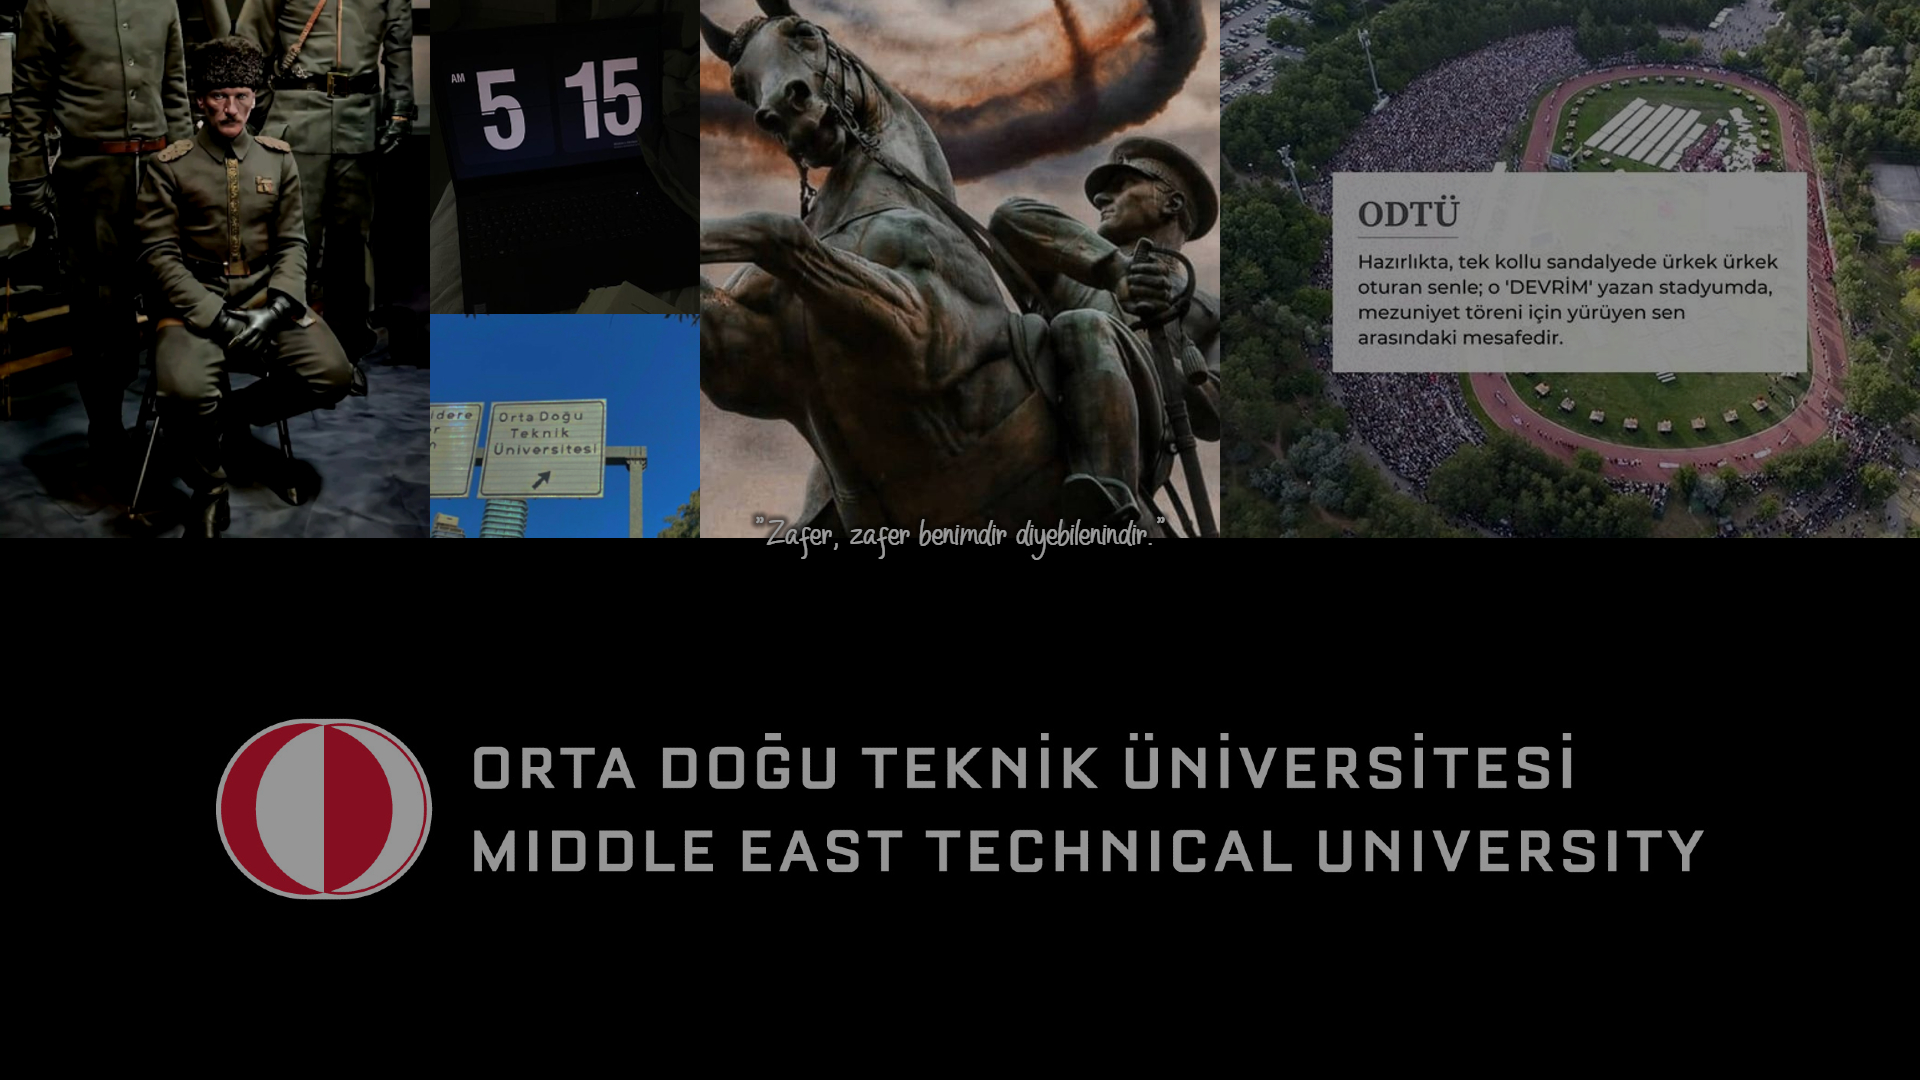 AM
5 15
idere
r
n
Orta Doğu
Teknik
Üniversitesi
"Zafer, zafer benimdir diyebilenindir."
ODTÜ
Hazırlıkta, tek kollu sandalyede ürkek ürkek
oturan senle; o 'DEVRİM' yazan stadyumda,
mezuniyet töreni için yürüyen sen
arasındaki mesafedir.
ORTA DOĞU TEKNİK ÜNİVERSİTESİ
MIDDLE EAST TECHNICAL UNIVERSITY